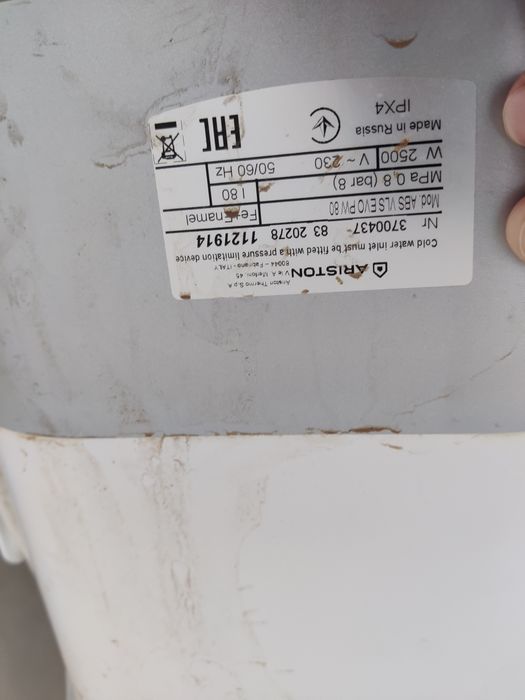 ARISTON
Ariston Thermo S.p.A.
Via A. Merloni, 45
60044 - Fabriano - ITALY
Cold water inlet must be fitted with a pressure limitation device
Nr 3700437- 83 20278 1121914
Mod. ABS VLS EVO PW 80 Fe-Enamel
MPa 0,8 (bar 8) l 80
W 2500 V ~ 230 50/60 Hz
Made in Russia
IPX4
EAC